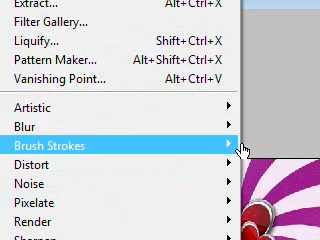 Extract... Alt+Ctrl+X
Filter Gallery...
Liquify... Shift+Ctrl+X
Pattern Maker... Alt+Shift+Ctrl+X
Vanishing Point... Alt+Ctrl+V
Artistic
Blur
Brush Strokes
Distort
Noise
Pixelate
Render
Sharpen